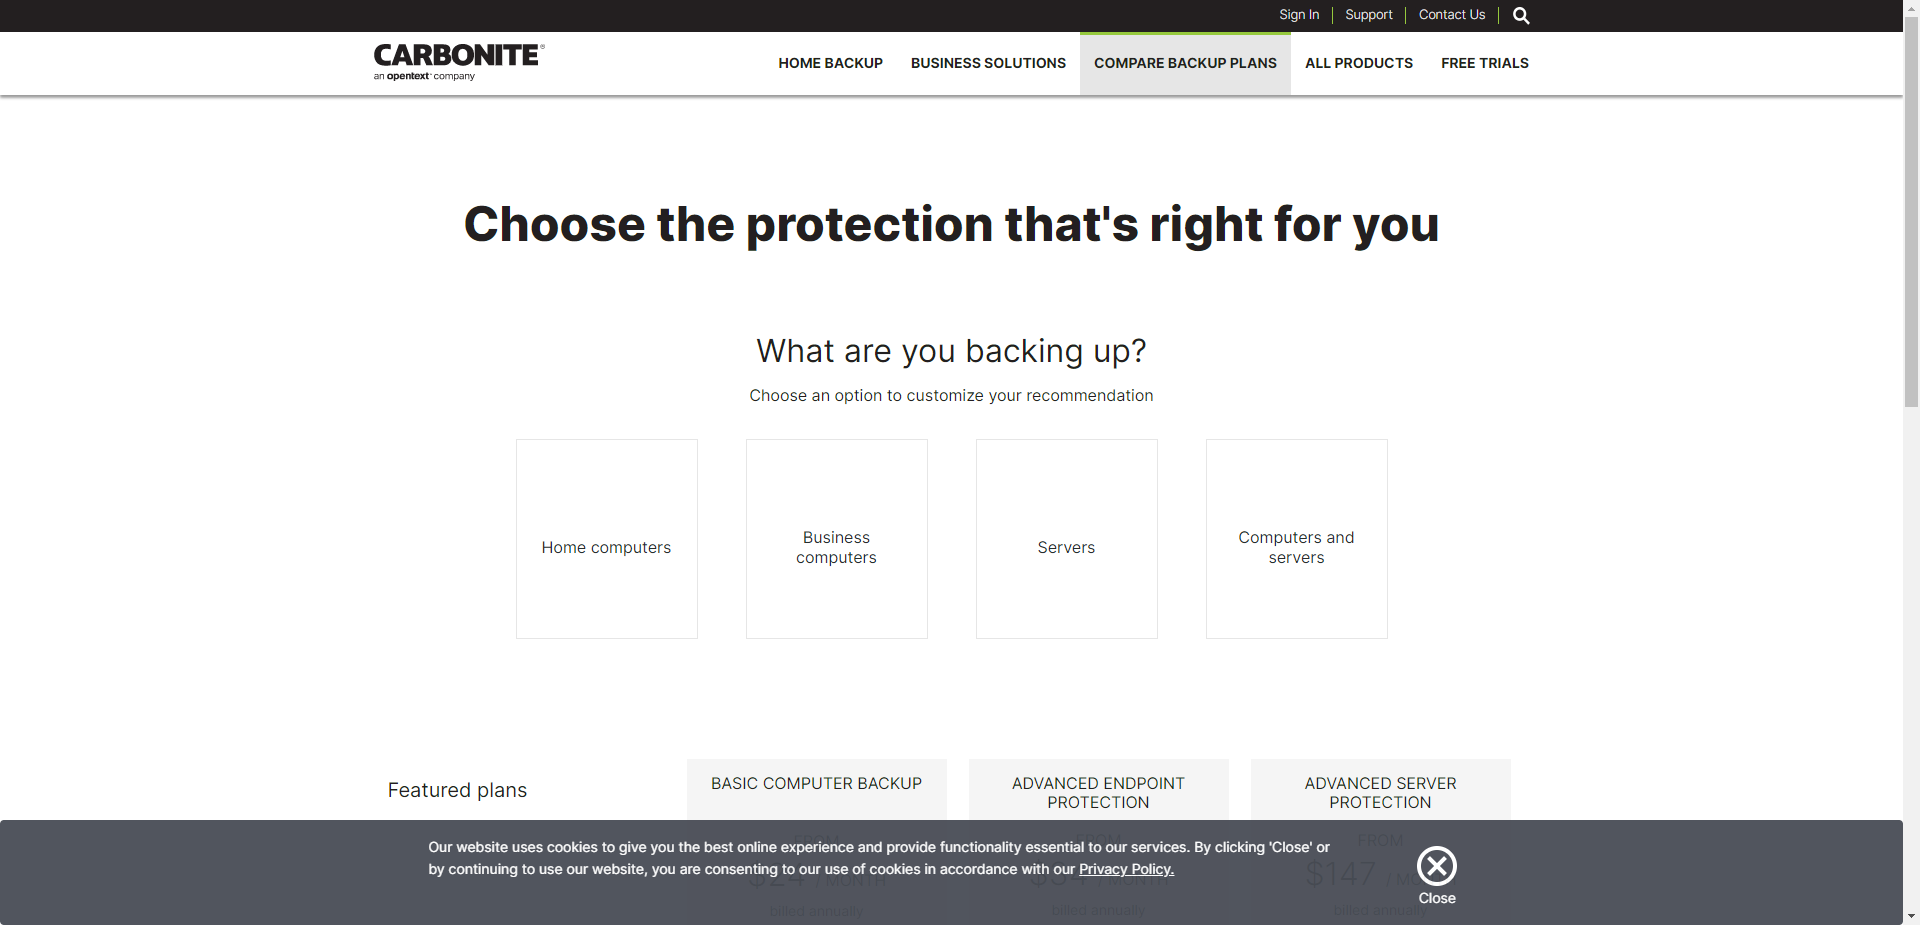 Sign In
Support
Contact Us
CARBONITE®
an opentext™ company
HOME BACKUP
BUSINESS SOLUTIONS
COMPARE BACKUP PLANS
ALL PRODUCTS
FREE TRIALS
Choose the protection that's right for you
What are you backing up?
Choose an option to customize your recommendation
Home computers
Business
computers
Servers
Computers and
servers
Featured plans
BASIC COMPUTER BACKUP
FROM
$24 / MONTH
billed annually
ADVANCED ENDPOINT
PROTECTION
FROM
$34 / MONTH
billed annually
ADVANCED SERVER
PROTECTION
FROM
$147 / MONTH
billed annually
Our website uses cookies to give you the best online experience and provide functionality essential to our services. By clicking 'Close' or
by continuing to use our website, you are consenting to our use of cookies in accordance with our Privacy Policy.
Close